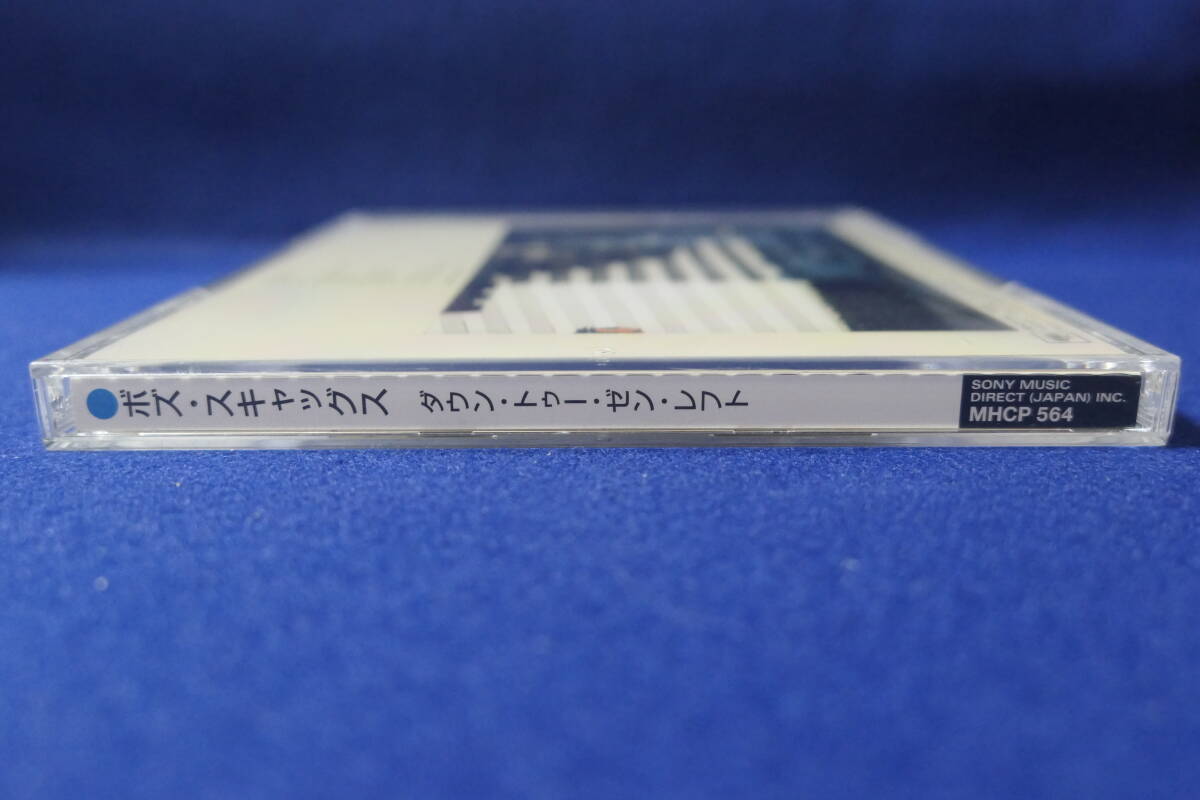 ボズ・スキャッグス ダウン・トゥー・ゼン・レフト
SONY MUSIC
DIRECT (JAPAN) INC.
MHCP 564